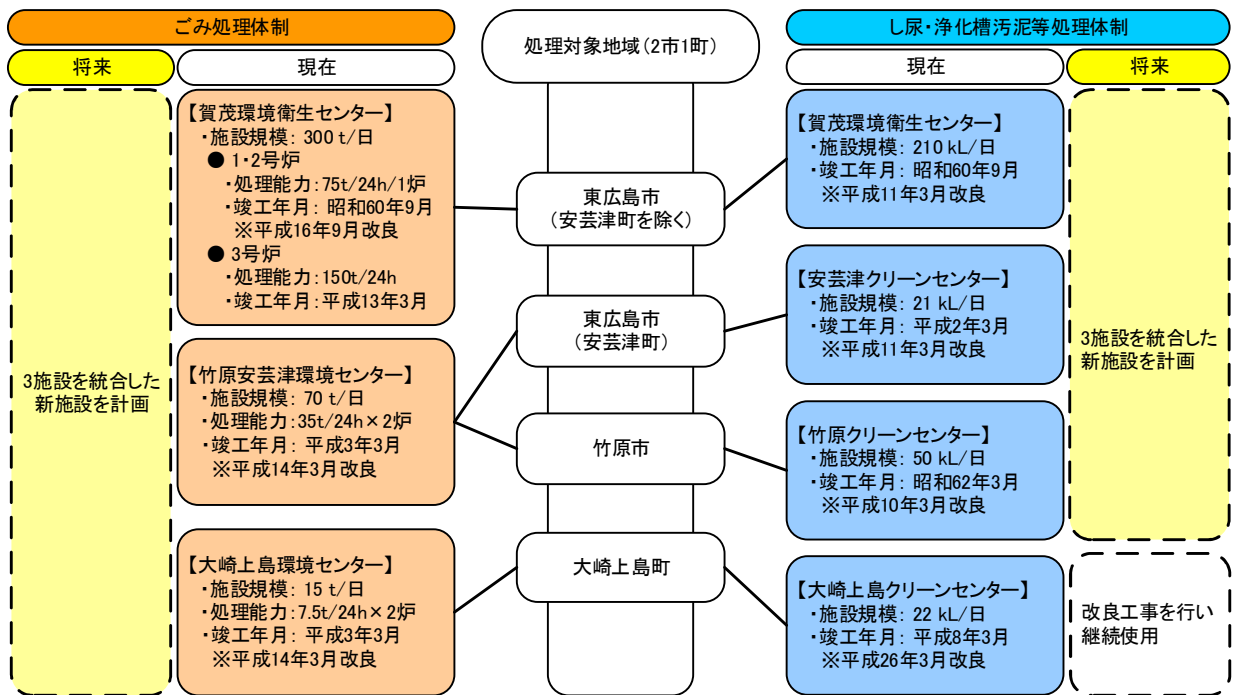 ごみ処理体制
将来
現在
3施設を統合した
新施設を計画
【賀茂環境衛生センター】
・施設規模： 300 t/日
● 1・2号炉
・処理能力：75t/24h/1炉
・竣工年月： 昭和60年9月
※平成16年9月改良
● 3号炉
・処理能力：150t/24h
・竣工年月：平成13年3月
【竹原安芸津環境センター】
・施設規模： 70 t/日
・処理能力：35t/24h×2炉
・竣工年月： 平成3年3月
※平成14年3月改良
【大崎上島環境センター】
・施設規模： 15 t/日
・処理能力：7.5t/24h×2炉
・竣工年月： 平成3年3月
※平成14年3月改良
処理対象地域（2市1町）
東広島市
（安芸津町を除く）
東広島市
（安芸津町）
竹原市
大崎上島町
し尿・浄化槽汚泥等処理体制
現在
将来
【賀茂環境衛生センター】
・施設規模： 210 kL/日
・竣工年月： 昭和60年9月
※平成11年3月改良
【安芸津クリーンセンター】
・施設規模： 21 kL/日
・竣工年月： 平成2年3月
※平成11年3月改良
【竹原クリーンセンター】
・施設規模： 50 kL/日
・竣工年月： 昭和62年3月
※平成10年3月改良
【大崎上島クリーンセンター】
・施設規模： 22 kL/日
・竣工年月： 平成8年3月
※平成26年3月改良
3施設を統合した
新施設を計画
改良工事を行い
継続使用